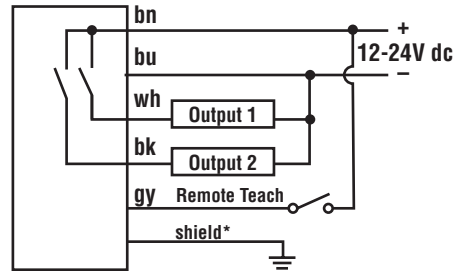 bn
+
12-24V dc
bu
–
wh
Output 1
bk
Output 2
gy Remote Teach
shield*